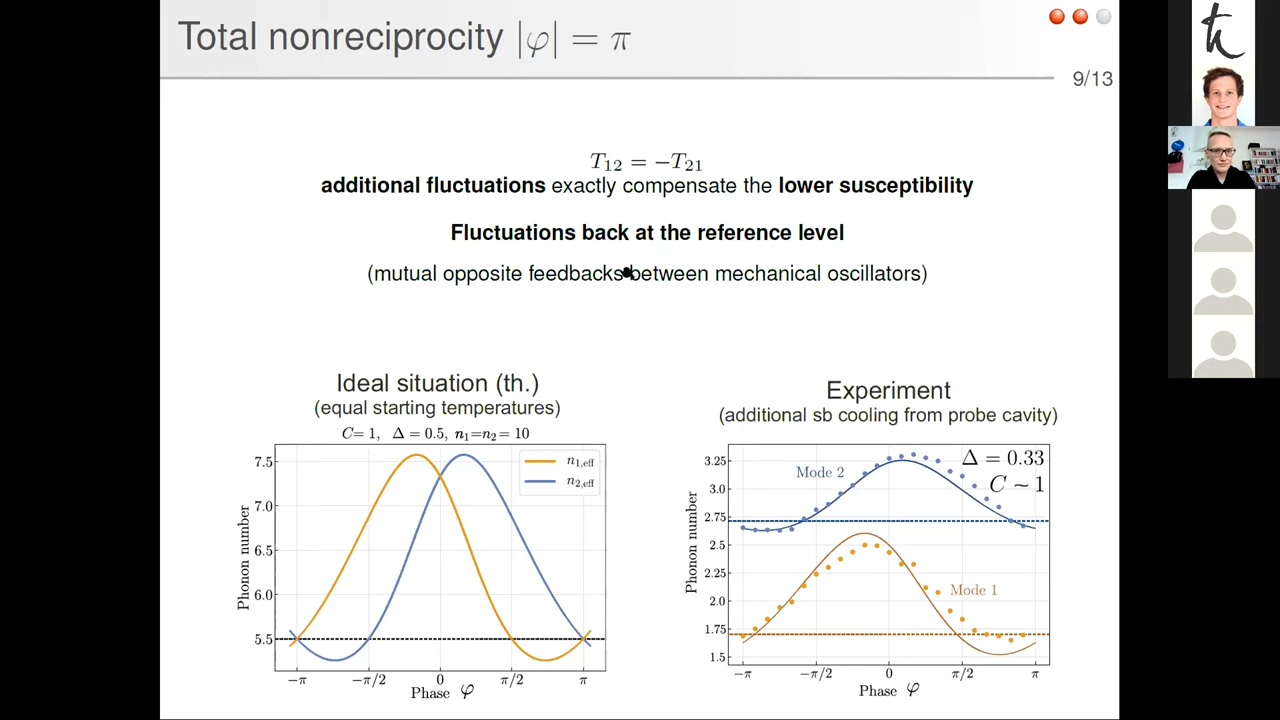 Total nonreciprocity |φ| = π
9/13
T₁₂ = −T₂₁
additional fluctuations exactly compensate the lower susceptibility
Fluctuations back at the reference level
(mutual opposite feedbacks between mechanical oscillators)
Ideal situation (th.)
(equal starting temperatures)
C= 1, Δ = 0.5, n₁=n₂ = 10
7.5
7.0
6.5
6.0
5.5
Phonon number
n₁,eff
n₂,eff
−π
−π/2
0
π/2
π
Phase φ
Experiment
(additional sb cooling from probe cavity)
3.25
3.0
2.75
2.5
2.25
2.0
1.75
1.5
Phonon number
Mode 2
Δ = 0.33
C ∼ 1
Mode 1
−π
−π/2
0
π/2
π
Phase φ